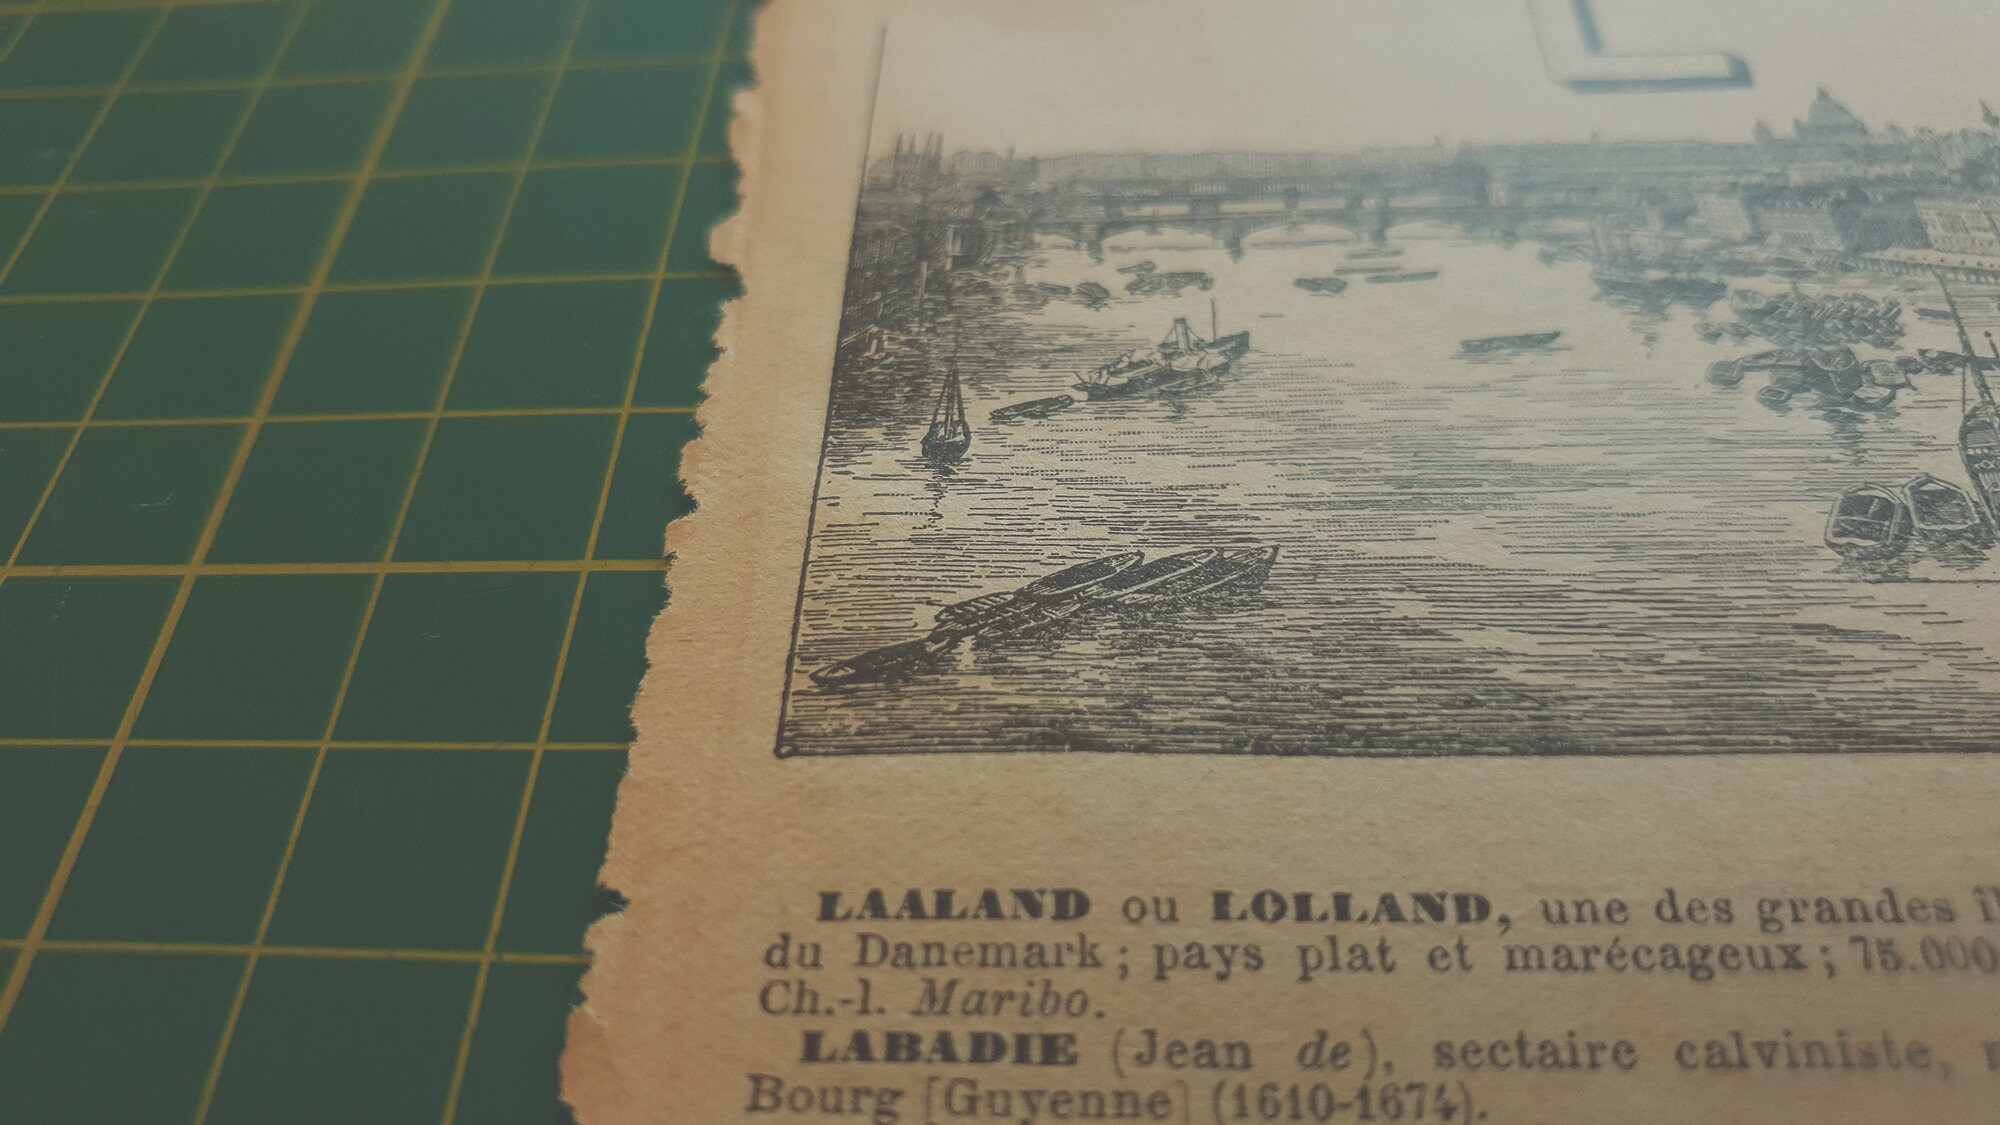 L
LAALAND ou LOLLAND, une des grandes
du Danemark; pays plat et marécageux; 75.000
Ch.-l. Maribo.
LABADIE (Jean de), sectaire calviniste,
Bourg [Guyenne] (1610-1674).